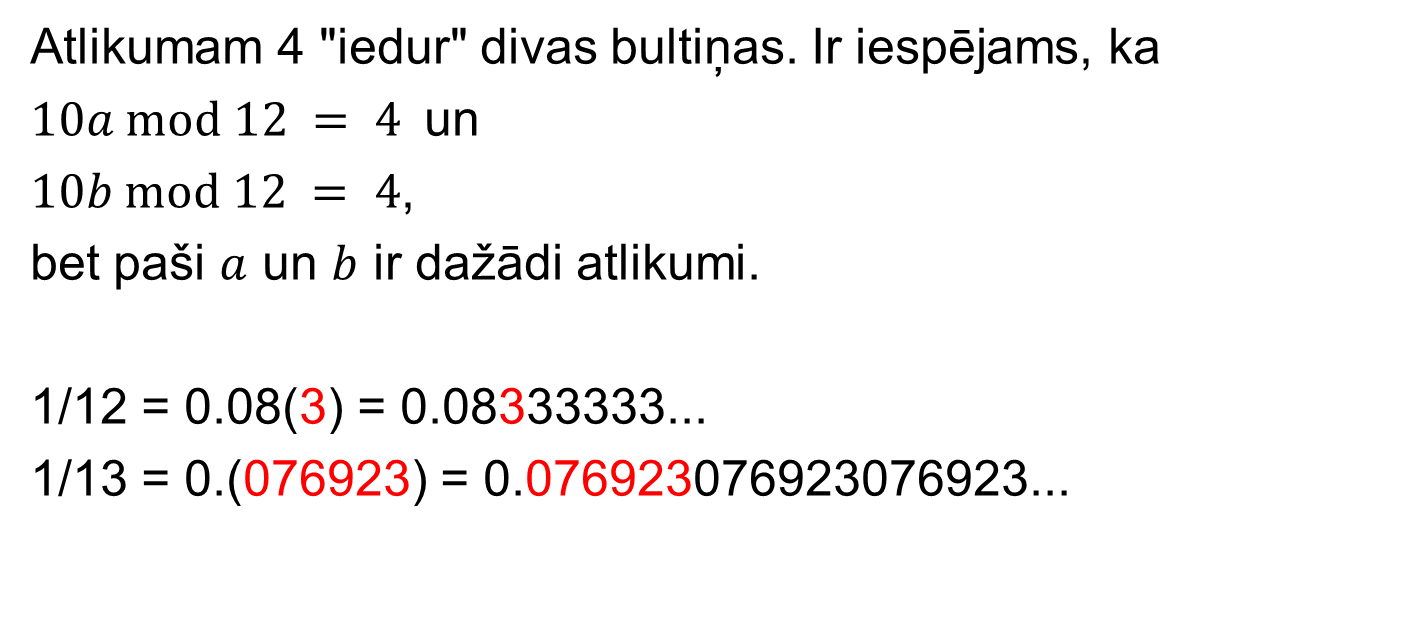 Atlikumam 4 "iedur" divas bultiņas. Ir iespējams, ka
10a mod 12 = 4 un
10b mod 12 = 4,
bet paši a un b ir dažādi atlikumi.
1/12 = 0.08(3) = 0.08333333...
1/13 = 0.(076923) = 0.076923076923076923...